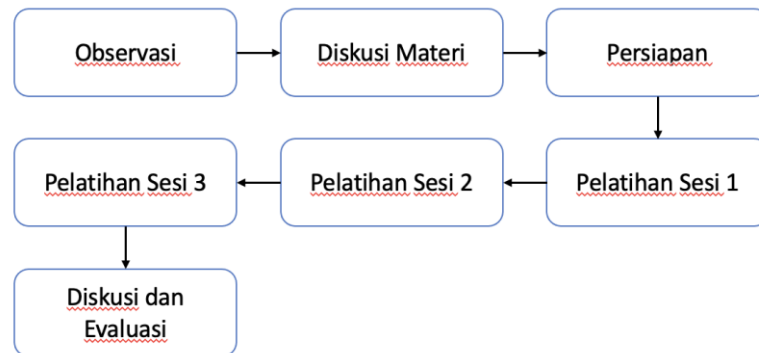 Observasi
Diskusi Materi
Persiapan
Pelatihan Sesi 3
Pelatihan Sesi 2
Pelatihan Sesi 1
Diskusi dan
Evaluasi